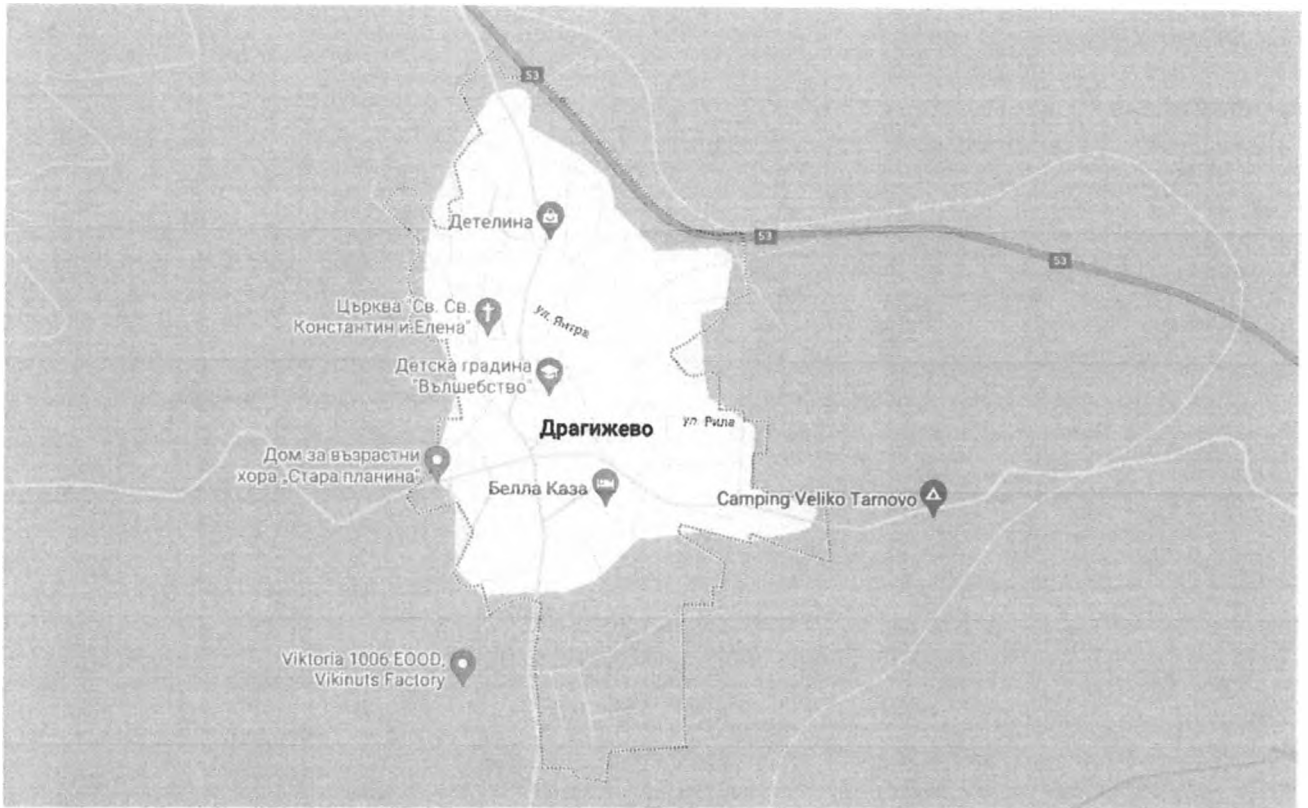 53
Детелина
53
53
Църква "Св. Св.
Константин и Елена"
ул. Янтра
Детска градина
"Вълшебство"
Драгижево
ул. Рила
Дом за възрастни
хора „Стара планина"
Белла Каза
Camping Veliko Tarnovo
Viktoria 1006 EOOD,
Vikinuts Factory